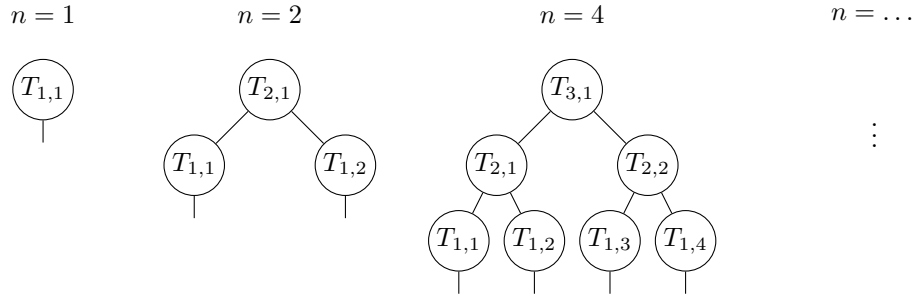 n = 1 n = 2 n = 4 n = …
T_{1,1} T_{2,1} T_{3,1}
T_{1,1} T_{1,2} T_{2,1} T_{2,2} ⋮
T_{1,1} T_{1,2} T_{1,3} T_{1,4}